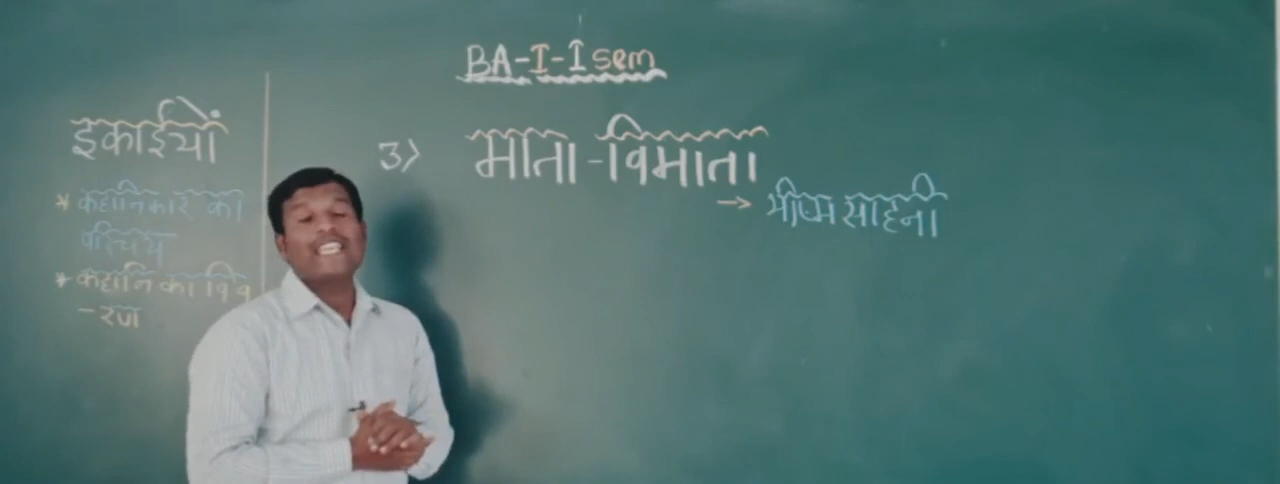 BA-I-I sem
इकाईयाँ
* कहानिकार का
परिचय
* कहानि का विव
-रण
3) माता-विमाता
→ भीष्म साहनी